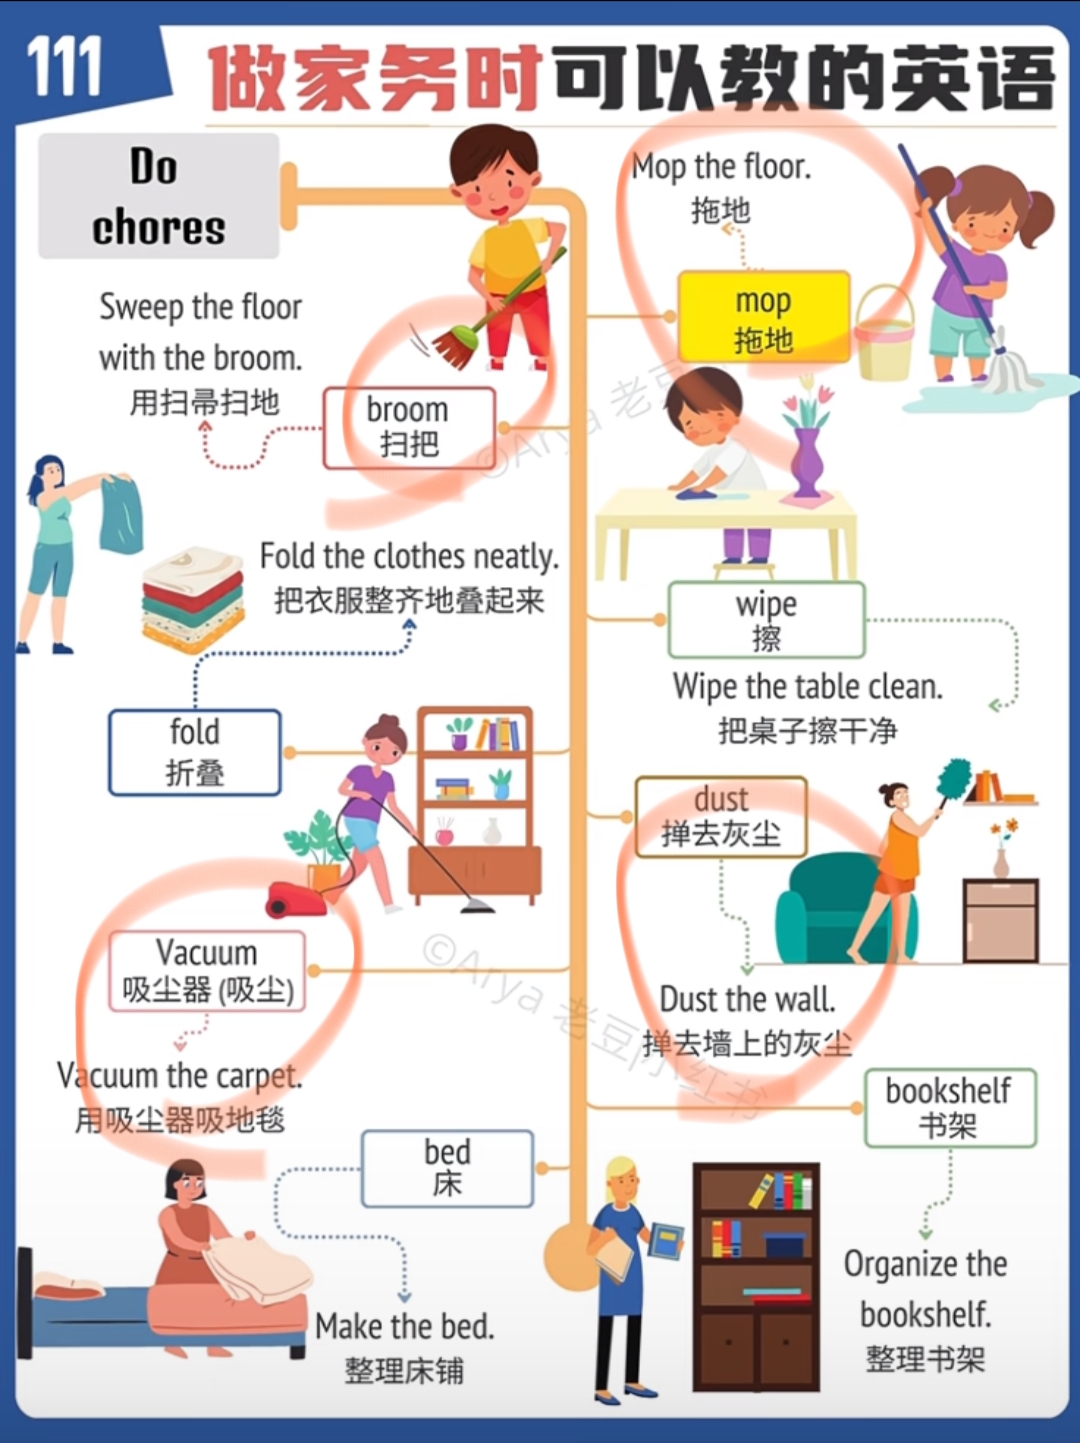 111
做家务时可以教的英语
Do
chores
Mop the floor.
拖地
mop
拖地
Sweep the floor
with the broom.
用扫帚扫地
broom
扫把
©Arya 老豆
Fold the clothes neatly.
把衣服整齐地叠起来
wipe
擦
Wipe the table clean.
把桌子擦干净
fold
折叠
dust
掸去灰尘
Vacuum
吸尘器 (吸尘)
©Arya 老豆小红书
Dust the wall.
掸去墙上的灰尘
Vacuum the carpet.
用吸尘器吸地毯
bookshelf
书架
bed
床
Organize the
bookshelf.
整理书架
Make the bed.
整理床铺